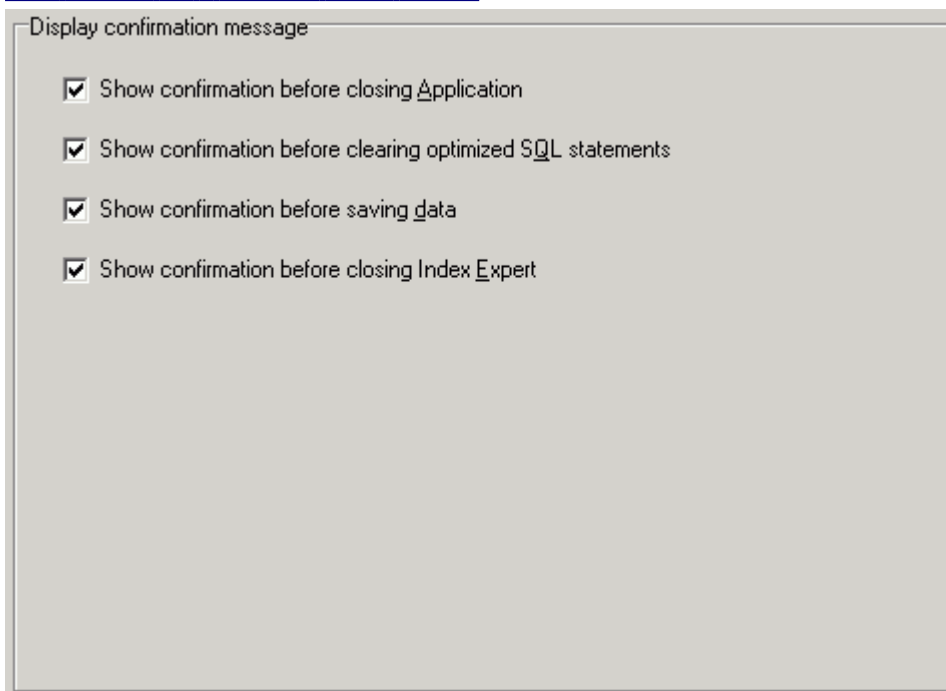 Display confirmation message
Show confirmation before closing Application
Show confirmation before clearing optimized SQL statements
Show confirmation before saving data
Show confirmation before closing Index Expert